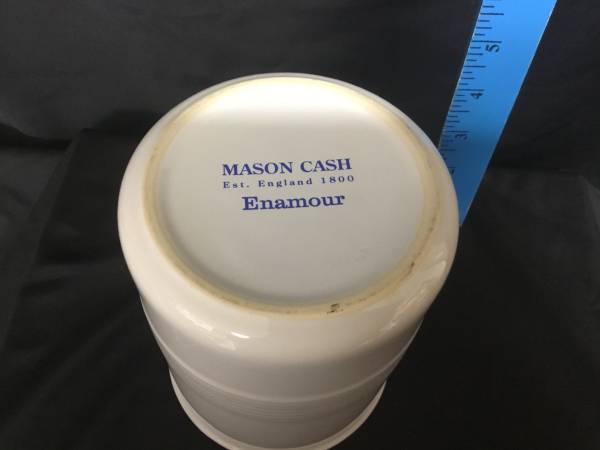 MASON CASH
Est. England 1800
Enamour
5
4
3